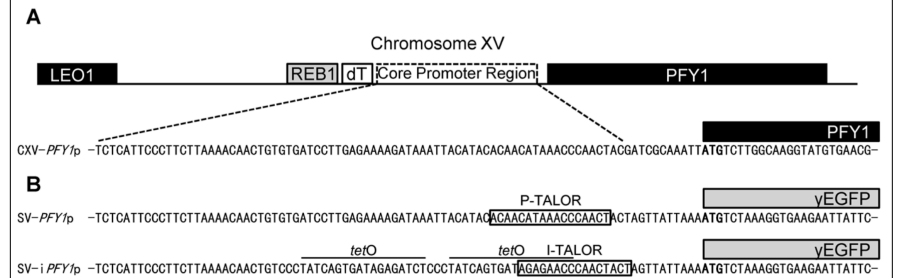 A
Chromosome XV
LEO1 REB1 dT Core Promoter Region PFY1
PFY1
CXV-PFY1p -TCTCATTCCCTTCTTAAAACAACTGTGTGATCCTTGAGAAAAGATAAATTACATACACAACATAAACCCAACTACGATCGCAAATTATGTCTTGGCAAGGTATGTGAACG-
B
P-TALOR yEGFP
SV-PFY1p -TCTCATTCCCTTCTTAAAACAACTGTGTGATCCTTGAGAAAAGATAAATTACATACACAACATAAACCCAACTACTAGTTATTAAAATGTCTAAAGGTGAAGAATTATTC-
tetO tetO I-TALOR yEGFP
SV-iPFY1p -TCTCATTCCCTTCTTAAAACAACTGTCCCTATCAGTGATAGAGATCTCCCTATCAGTGATAGAGAACCCAACTACTAGTTATTAAAATGTCTAAAGGTGAAGAATTATTC-